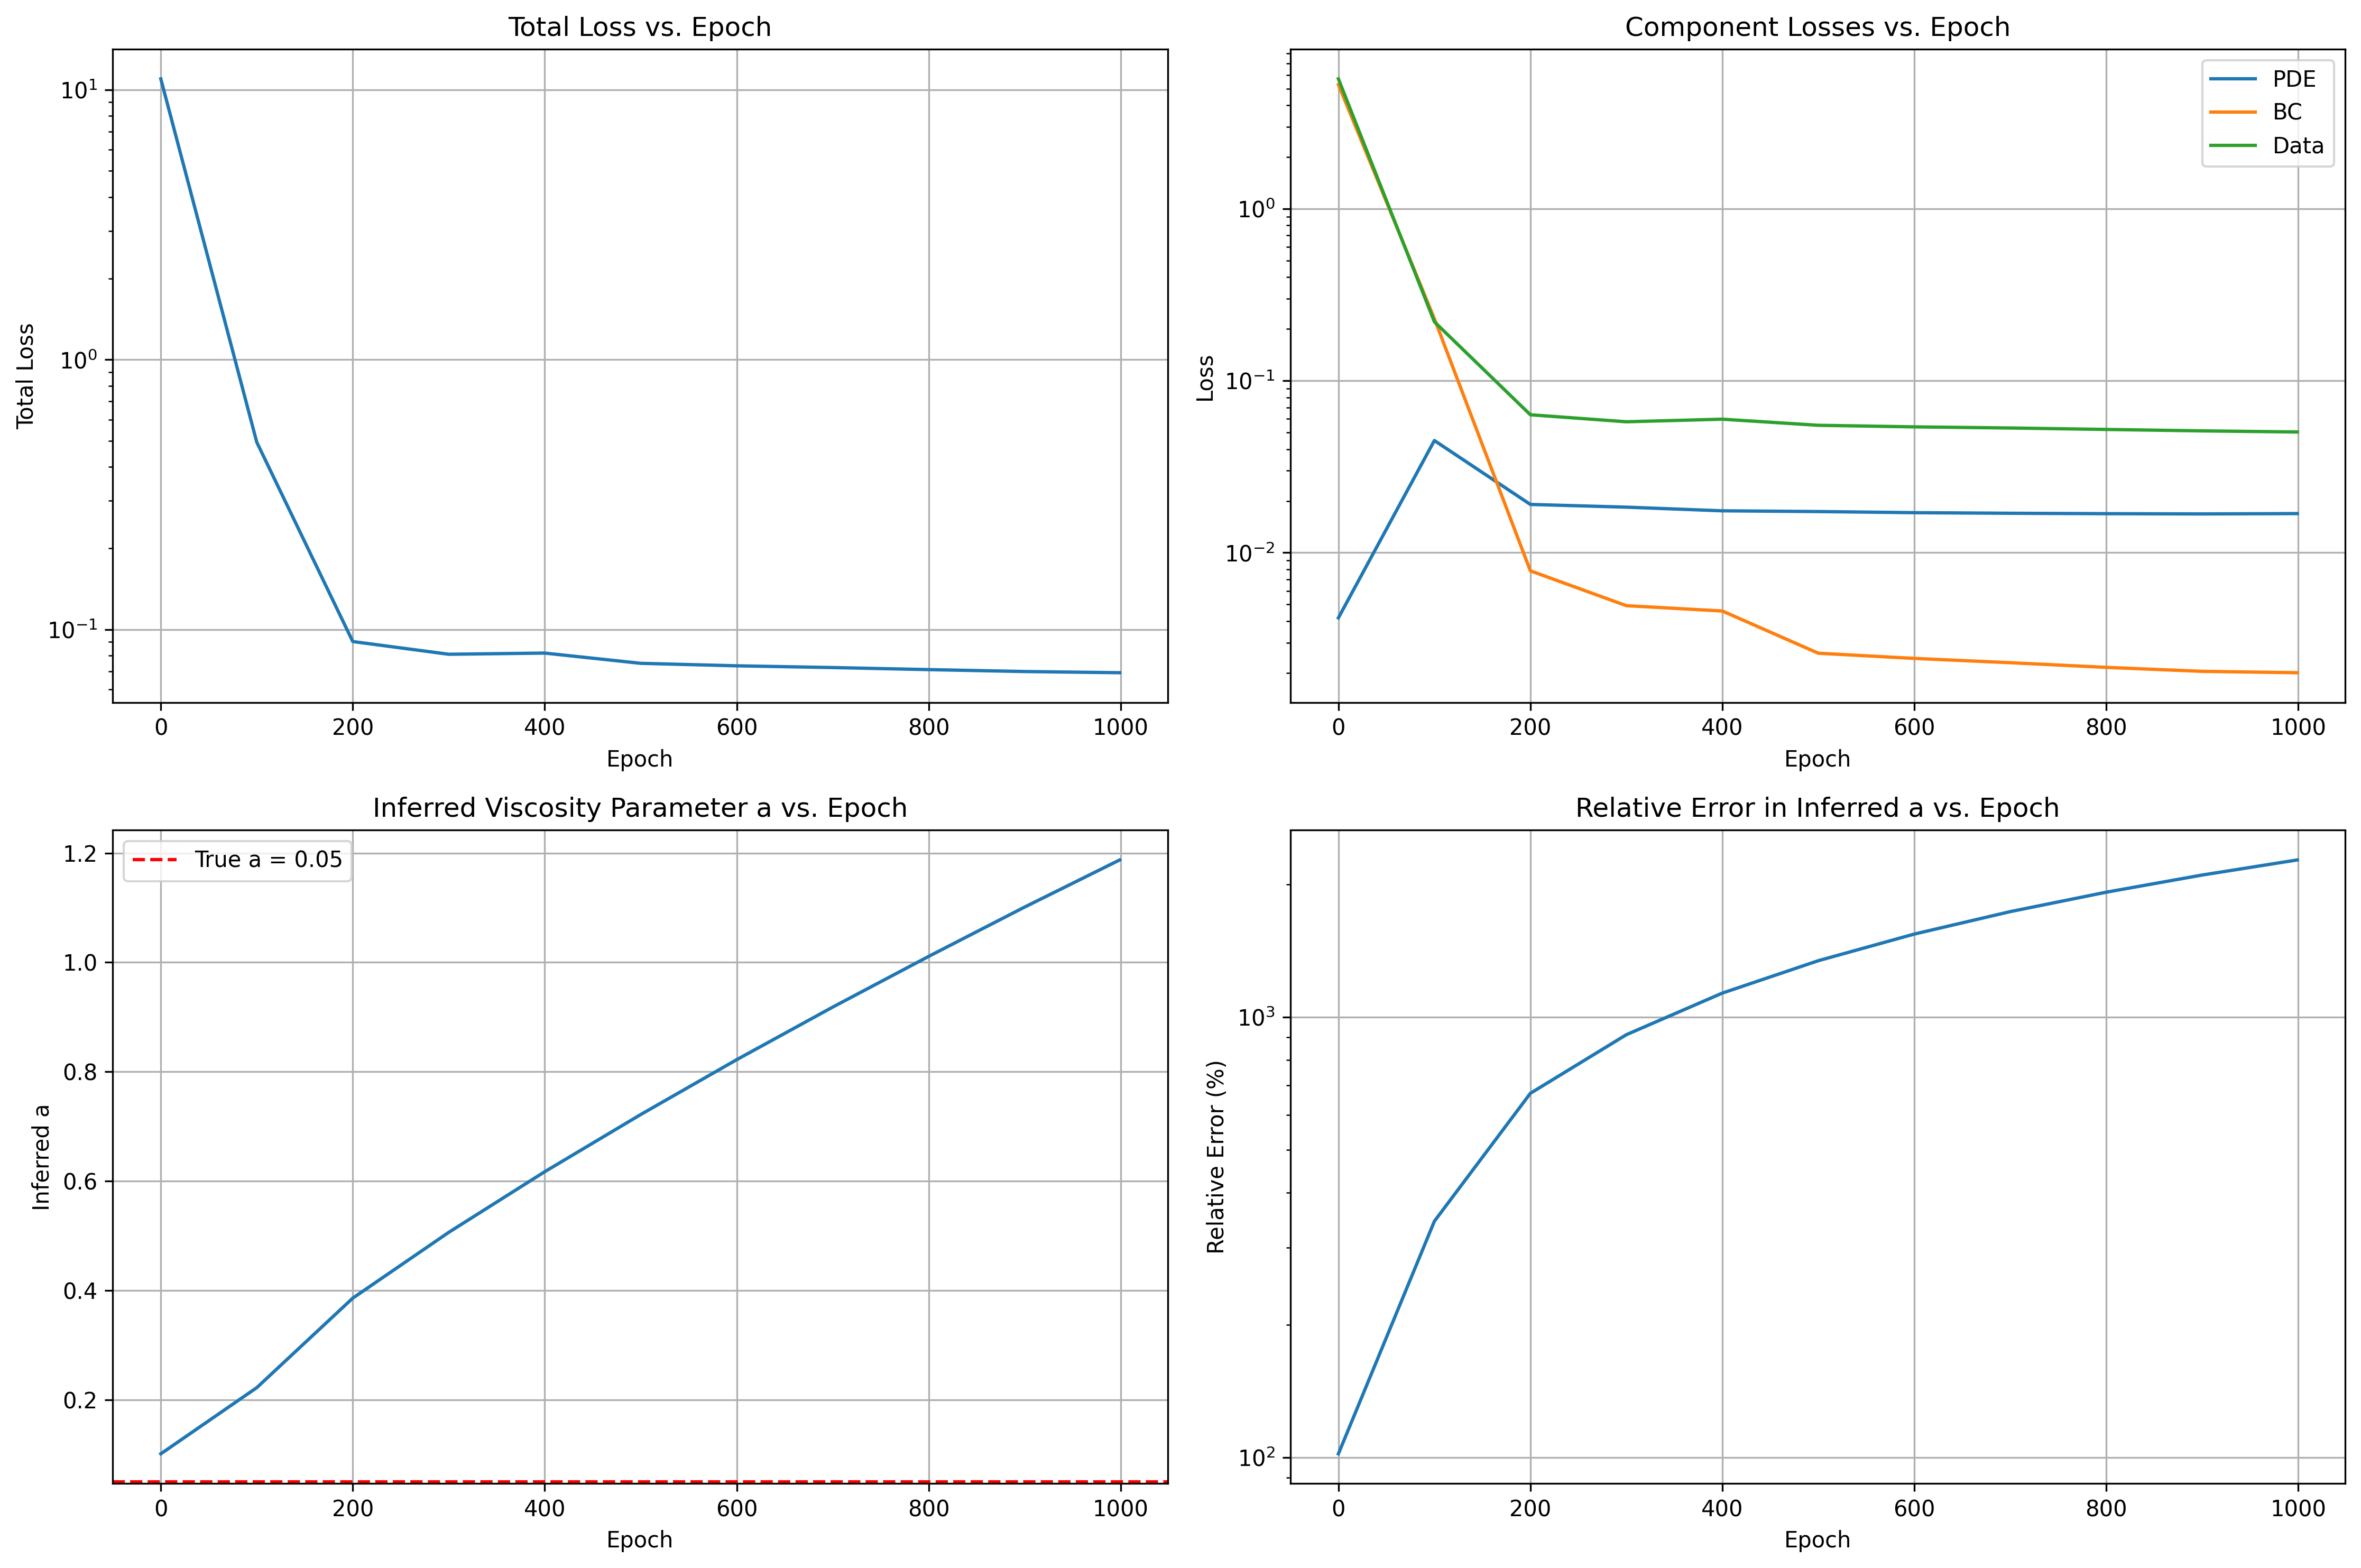 Total Loss vs. Epoch
Total Loss
10¹
10⁰
10⁻¹
0 200 400 600 800 1000
Epoch
Component Losses vs. Epoch
Loss
10⁰
10⁻¹
10⁻²
PDE
BC
Data
0 200 400 600 800 1000
Epoch
Inferred Viscosity Parameter a vs. Epoch
Inferred a
1.2
1.0
0.8
0.6
0.4
0.2
True a = 0.05
0 200 400 600 800 1000
Epoch
Relative Error in Inferred a vs. Epoch
Relative Error (%)
10³
10²
0 200 400 600 800 1000
Epoch